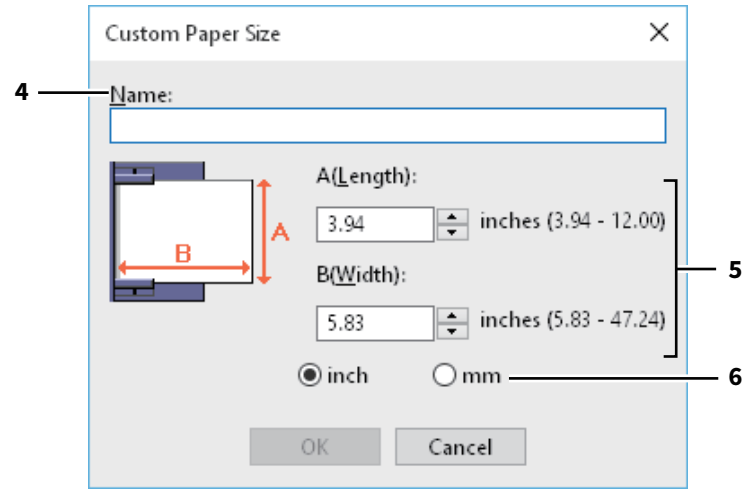 Custom Paper Size
4
Name:
A(Length):
3.94 inches (3.94 - 12.00)
A
B
5
B(Width):
5.83 inches (5.83 - 47.24)
inch mm
6
OK Cancel